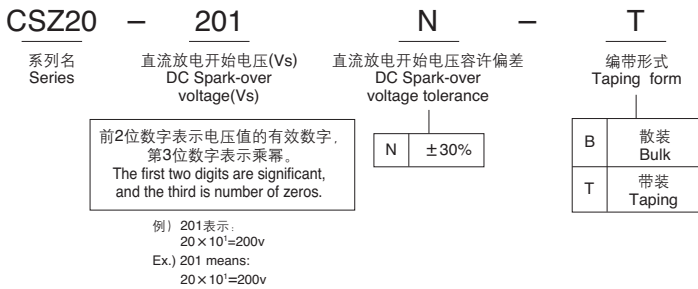 CSZ20 – 201 N – T
系列名
Series
直流放电开始电压(Vs)
DC Spark-over
voltage(Vs)
直流放电开始电压容许偏差
DC Spark-over
voltage tolerance
编带形式
Taping form
前2位数字表示电压值的有效数字,
第3位数字表示乘幂。
The first two digits are significant,
and the third is number of zeros.
N ±30%
B 散装
Bulk
T 带装
Taping
例) 201表示:
20×10¹=200v
Ex.) 201 means:
20×10¹=200v